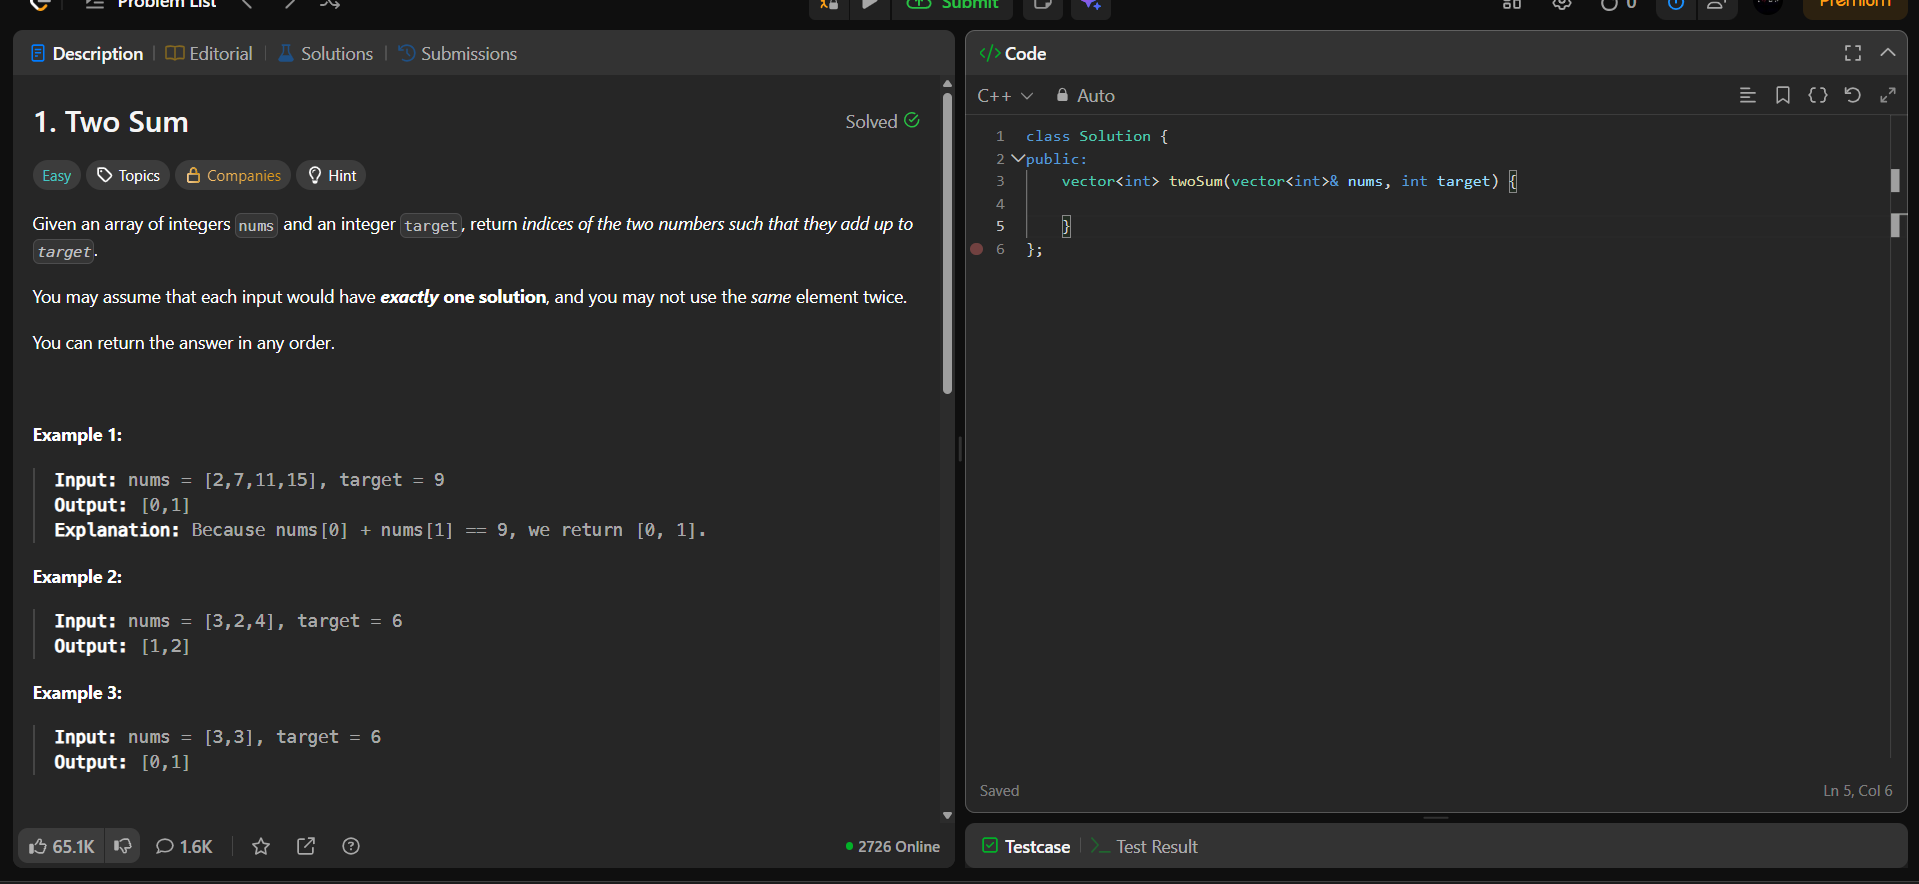 Problem List
Submit
0
Premium
Description
Editorial
Solutions
Submissions
1. Two Sum
Solved
Easy
Topics
Companies
Hint
Given an array of integers nums and an integer target, return indices of the two numbers such that they add up to
target.
You may assume that each input would have exactly one solution, and you may not use the same element twice.
You can return the answer in any order.
Example 1:
Input: nums = [2,7,11,15], target = 9
Output: [0,1]
Explanation: Because nums[0] + nums[1] == 9, we return [0, 1].
Example 2:
Input: nums = [3,2,4], target = 6
Output: [1,2]
Example 3:
Input: nums = [3,3], target = 6
Output: [0,1]
65.1K
1.6K
2726 Online
</> Code
C++
Auto
1 class Solution {
2 public:
3 vector<int> twoSum(vector<int>& nums, int target) {
4
5 }
6 };
Saved
Ln 5, Col 6
Testcase
Test Result